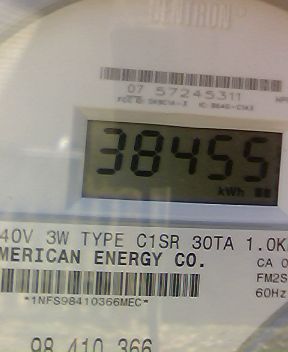 CENTRON
07 57245311
38455
kWh
40V 3W TYPE C1SR 30TA 1.0K
MERICAN ENERGY CO.
CA 0
FM2S
60Hz
*1NFS98410366MEC*
98 410 366